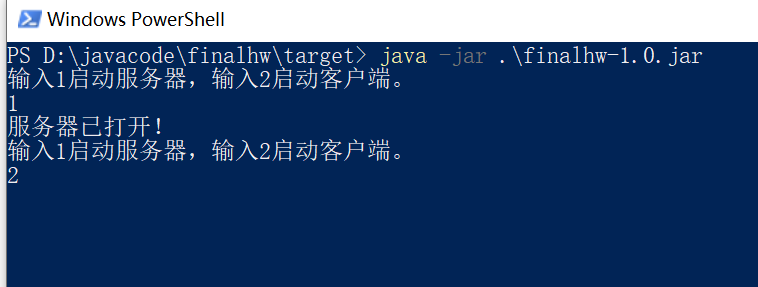 Windows PowerShell
PS D:\javacode\finalhw\target> java -jar .\finalhw-1.0.jar
输入1启动服务器，输入2启动客户端。
1
服务器已打开！
输入1启动服务器，输入2启动客户端。
2